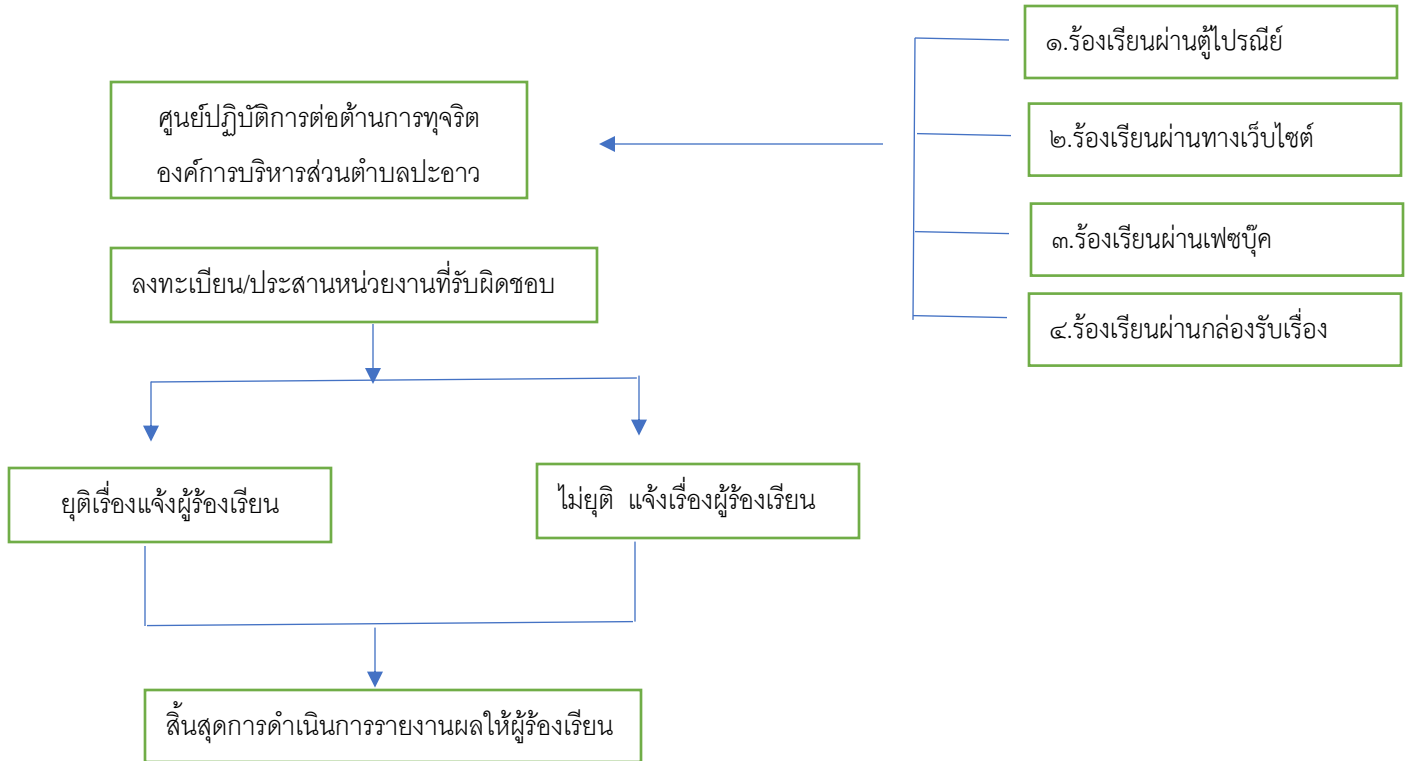 ศูนย์ปฏิบัติการต่อต้านการทุจริต
องค์การบริหารส่วนตำบลปะอาว
๑.ร้องเรียนผ่านตู้ไปรณีย์
๒.ร้องเรียนผ่านทางเว็บไซต์
๓.ร้องเรียนผ่านเฟซบุ๊ค
๔.ร้องเรียนผ่านกล่องรับเรื่อง
ลงทะเบียน/ประสานหน่วยงานที่รับผิดชอบ
ยุติเรื่องแจ้งผู้ร้องเรียน
ไม่ยุติ แจ้งเรื่องผู้ร้องเรียน
สิ้นสุดการดำเนินการรายงานผลให้ผู้ร้องเรียน